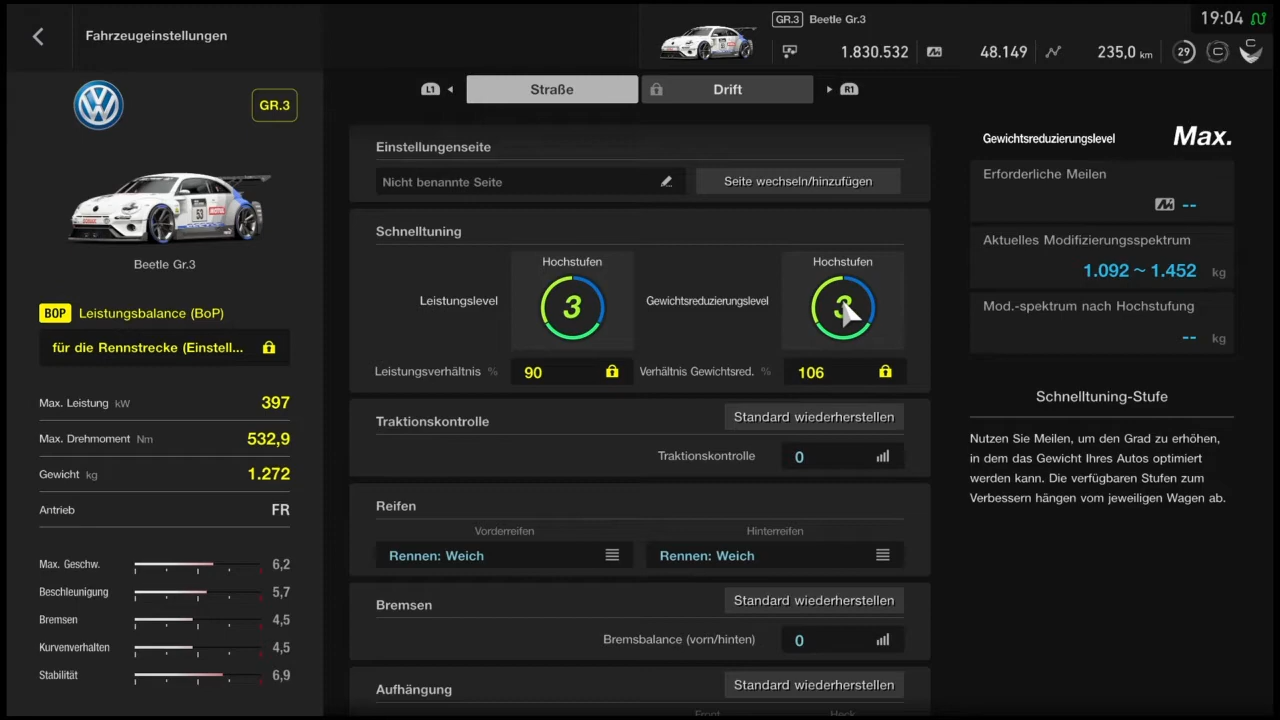 Fahrzeugeinstellungen
GR.3 Beetle Gr.3
19:04
1.830.532
48.149
235,0 km
29
C
C
GR.3
L1
Straße
Drift
R1
Beetle Gr.3
BOP Leistungsbalance (BoP)
für die Rennstrecke (Einstell...
Max. Leistung kW 397
Max. Drehmoment Nm 532,9
Gewicht kg 1.272
Antrieb FR
Max. Geschw. 6,2
Beschleunigung 5,7
Bremsen 4,5
Kurvenverhalten 4,5
Stabilität 6,9
Einstellungenseite
Nicht benannte Seite
Seite wechseln/hinzufügen
Schnelltuning
Hochstufen
Hochstufen
Leistungslevel 3
Gewichtsreduzierungslevel 3
Leistungsverhältnis % 90
Verhältnis Gewichtsred. % 106
Traktionskontrolle
Standard wiederherstellen
Traktionskontrolle 0
Reifen
Vorderreifen
Hinterreifen
Rennen: Weich
Rennen: Weich
Bremsen
Standard wiederherstellen
Bremsbalance (vorn/hinten) 0
Aufhängung
Standard wiederherstellen
Front
Heck
Gewichtsreduzierungslevel Max.
Erforderliche Meilen
--
Aktuelles Modifizierungsspektrum
1.092 ~ 1.452 kg
Mod.-spektrum nach Hochstufung
-- kg
Schnelltuning-Stufe
Nutzen Sie Meilen, um den Grad zu erhöhen,
in dem das Gewicht Ihres Autos optimiert
werden kann. Die verfügbaren Stufen zum
Verbessern hängen vom jeweiligen Wagen ab.